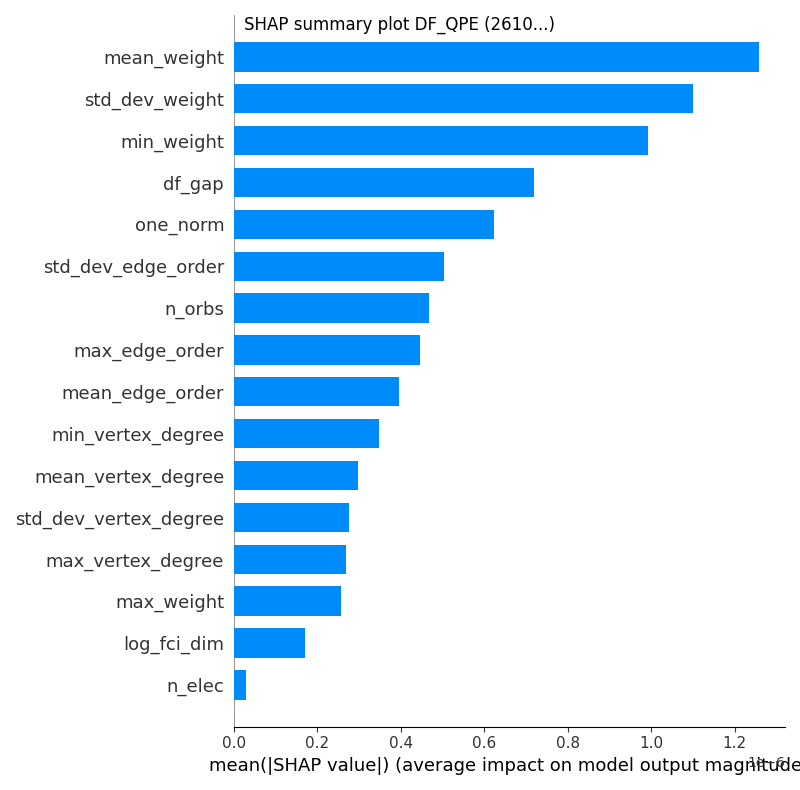 SHAP summary plot DF_QPE (2610...)
mean_weight
std_dev_weight
min_weight
df_gap
one_norm
std_dev_edge_order
n_orbs
max_edge_order
mean_edge_order
min_vertex_degree
mean_vertex_degree
std_dev_vertex_degree
max_vertex_degree
max_weight
log_fci_dim
n_elec
0.0 0.2 0.4 0.6 0.8 1.0 1.2
mean(|SHAP value|) (average impact on model output magnitude